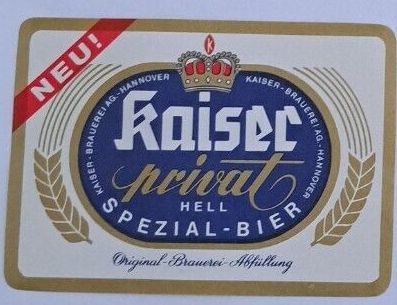 NEU!
K
KAISER-BRAUEREI AG.-HANNOVER
KAISER-BRAUEREI AG.-HANNOVER
Kaiser
privat
HELL
SPEZIAL-BIER
Original-Brauerei-Abfüllung